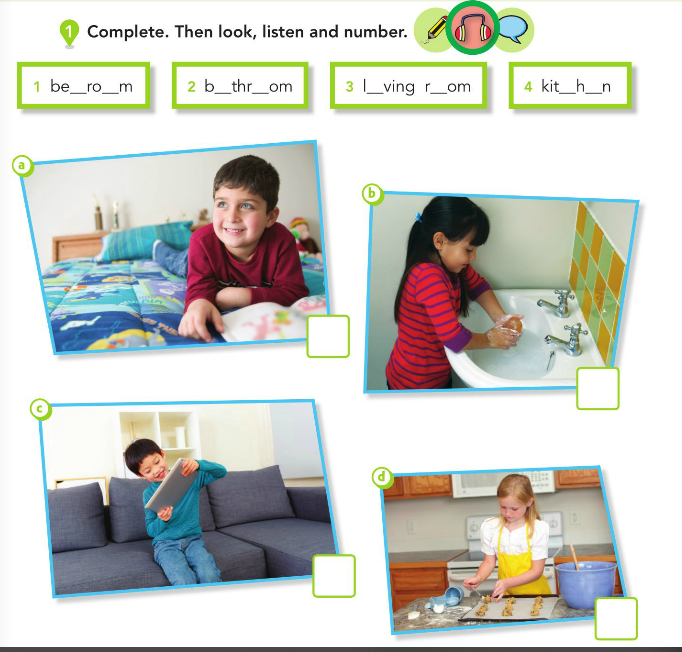 1 Complete. Then look, listen and number.
1 be__ro__m 2 b__thr__om 3 l__ving r__om 4 kit__h__n
a
b
c
d